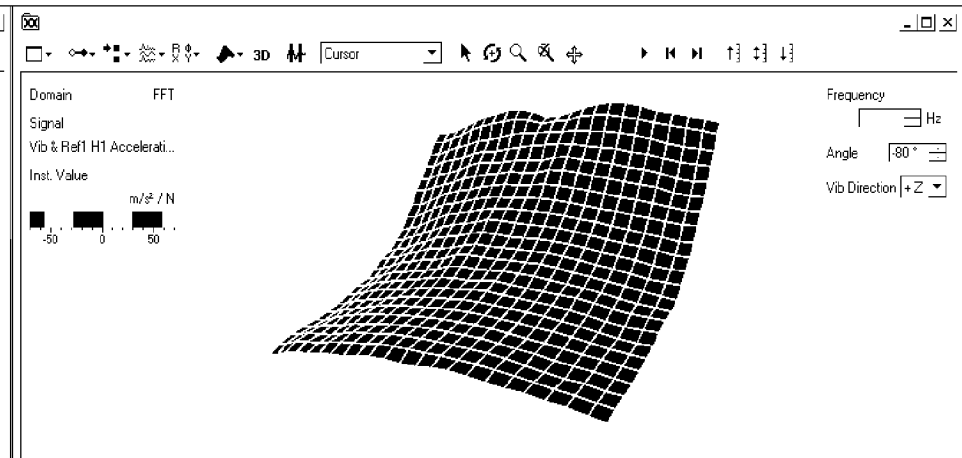 3D Cursor
Domain FFT
Signal
Vib & Ref1 H1 Accelerati...
Inst. Value
m/s² / N
-50 0 50
Frequency
Hz
Angle -80 °
Vib Direction +Z